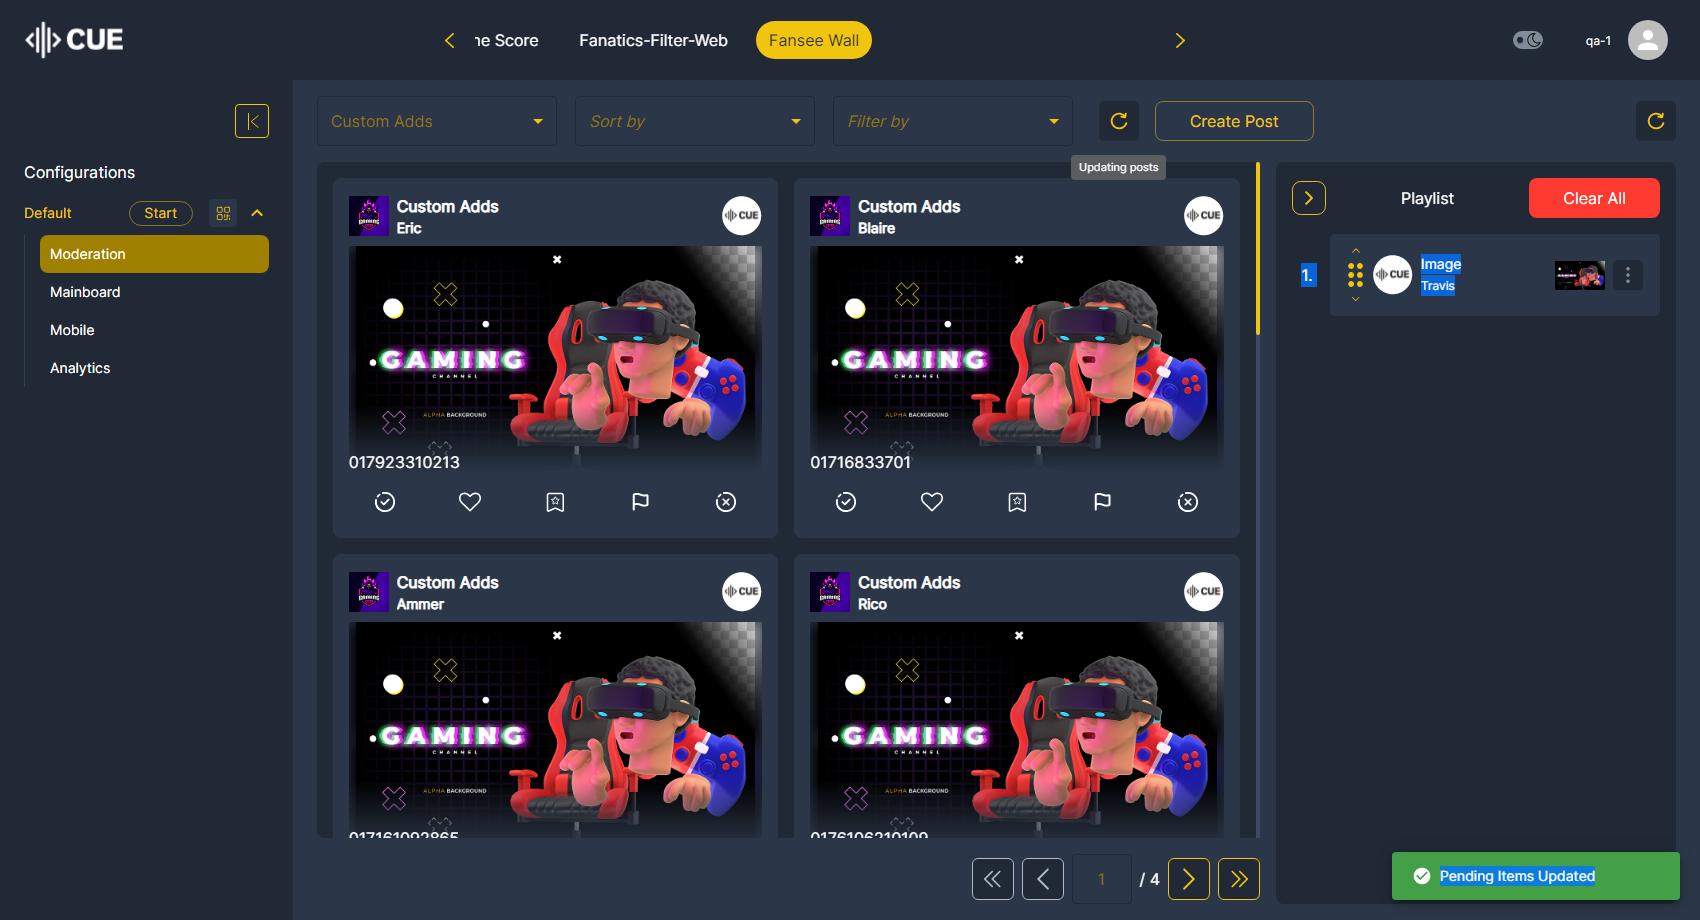 CUE
ne Score
Fanatics-Filter-Web
Fansee Wall
qa-1
Custom Adds
Sort by
Filter by
Create Post
Updating posts
Configurations
Default
Start
Moderation
Mainboard
Mobile
Analytics
Custom Adds
Eric
CUE
GAMING
CHANNEL
ALPHA BACKGROUND
017923310213
Custom Adds
Blaire
CUE
GAMING
CHANNEL
ALPHA BACKGROUND
01716833701
Custom Adds
Ammer
CUE
GAMING
CHANNEL
ALPHA BACKGROUND
017161092865
Custom Adds
Rico
CUE
GAMING
CHANNEL
ALPHA BACKGROUND
0176106210109
Playlist
Clear All
1.
CUE
Image
Travis
1
/ 4
Pending Items Updated